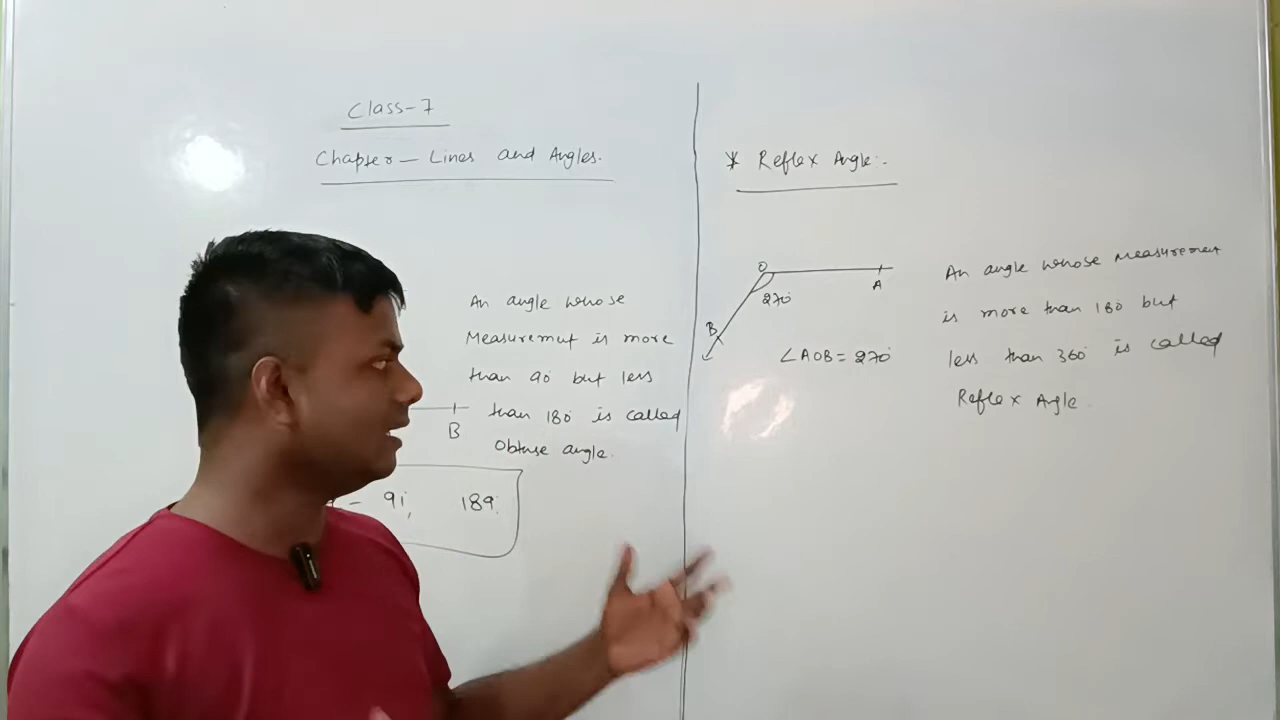 Class-7
Chapter - Lines and Angles.
An angle whose
Measurement is more
than 90° but less
than 180° is called
Obtuse angle.
B
- 91°,
189°.
* Reflex Angle:-
O
A
270°
B
∠AOB = 270°
An angle whose Measurement
is more than 180 but
less than 360° is called
Reflex Agle.